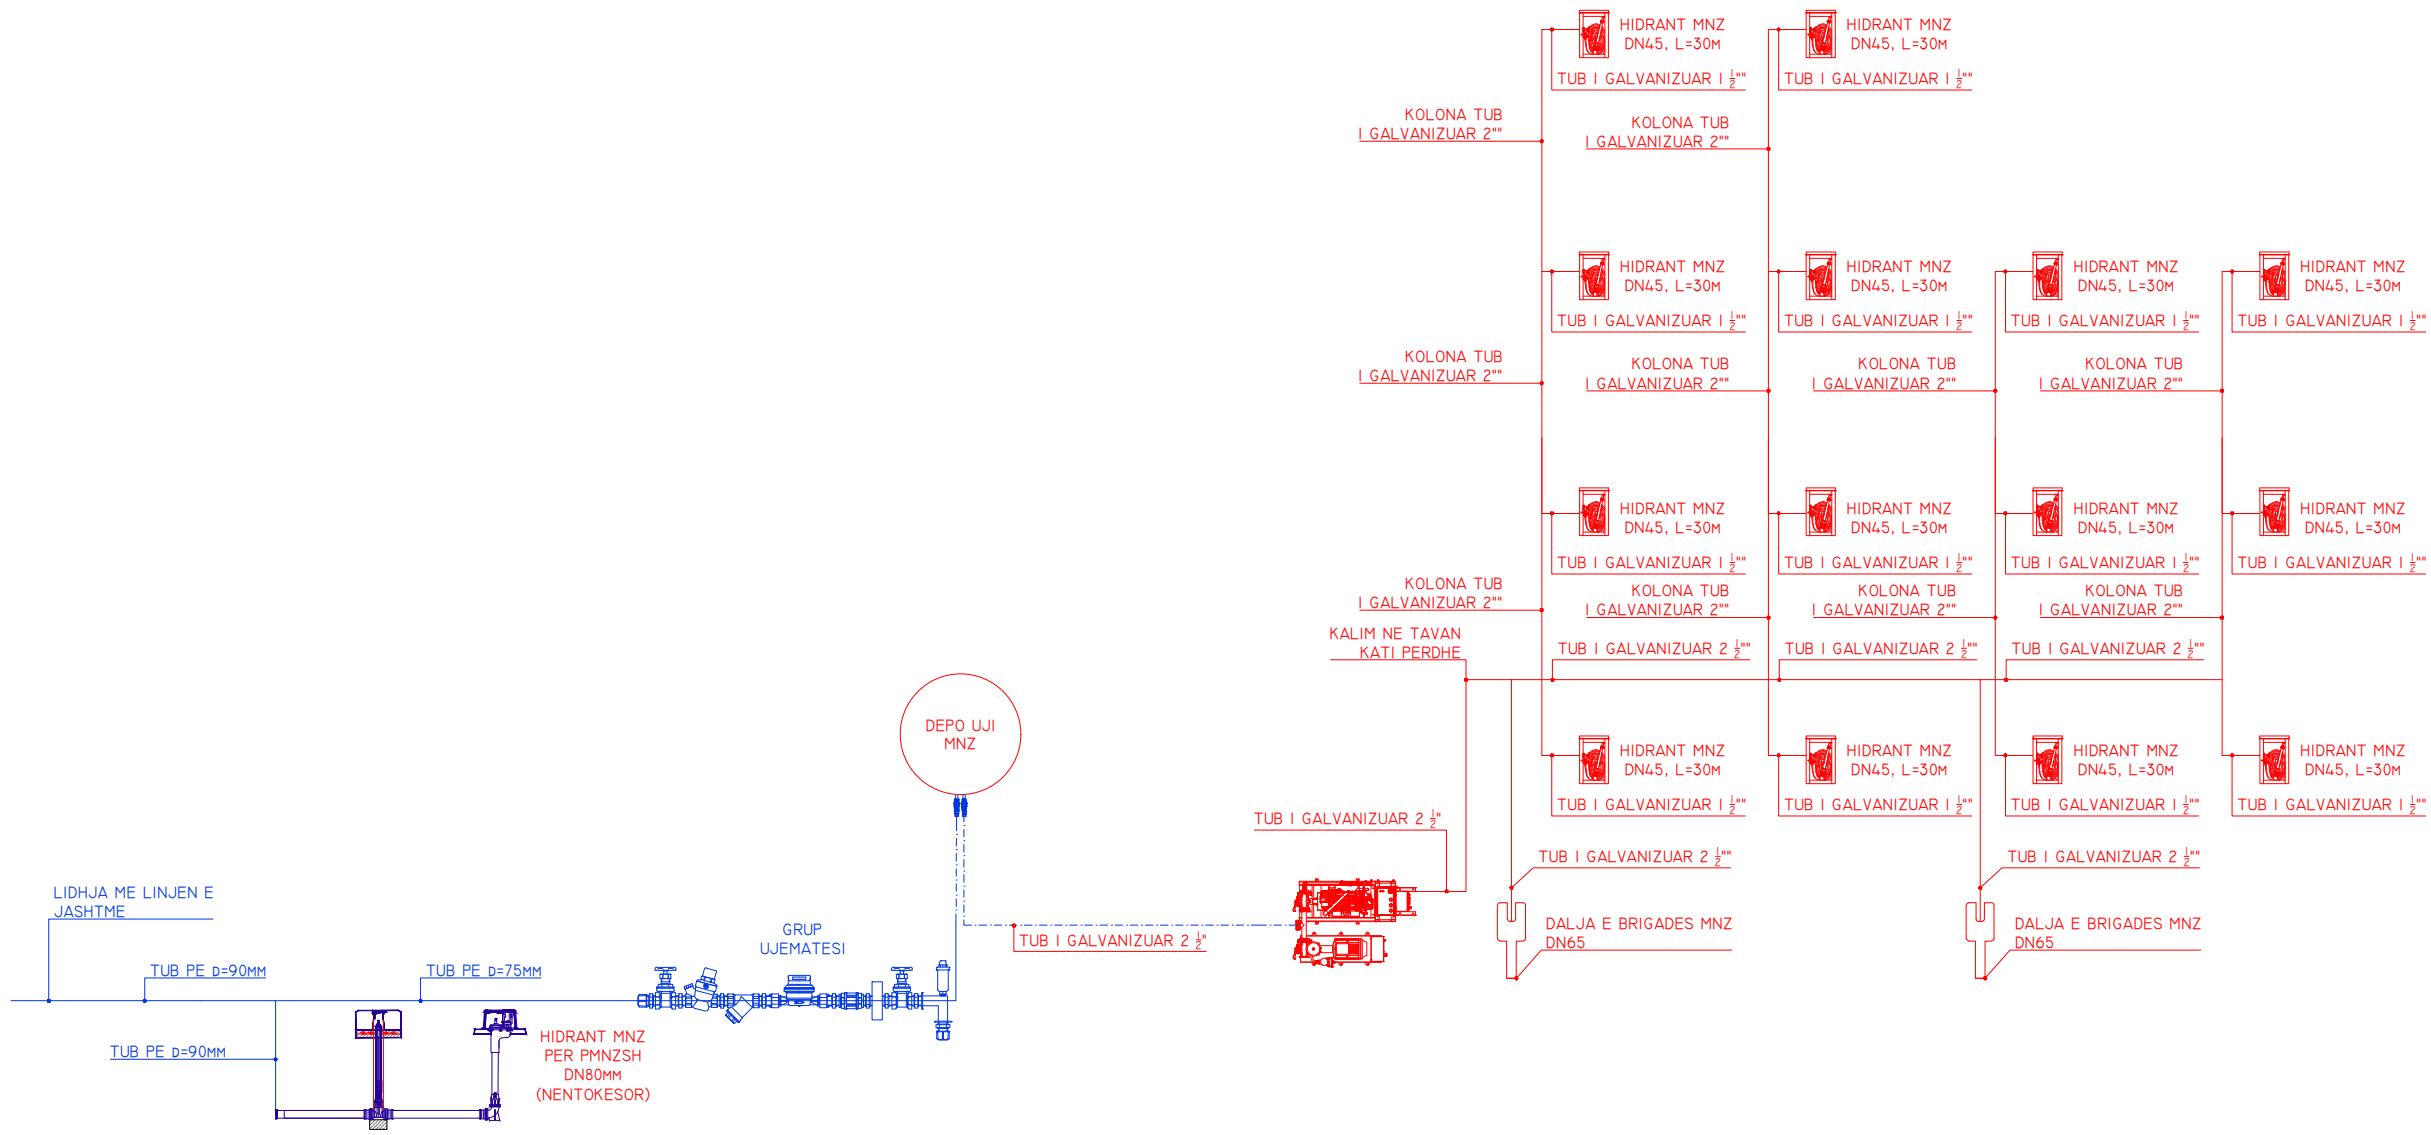 HIDRANT MNZ
DN45, L=30M
TUB I GALVANIZUAR 1 1/2""
HIDRANT MNZ
DN45, L=30M
TUB I GALVANIZUAR 1 1/2""
KOLONA TUB
I GALVANIZUAR 2""
KOLONA TUB
I GALVANIZUAR 2""
HIDRANT MNZ
DN45, L=30M
TUB I GALVANIZUAR 1 1/2""
HIDRANT MNZ
DN45, L=30M
TUB I GALVANIZUAR 1 1/2""
HIDRANT MNZ
DN45, L=30M
TUB I GALVANIZUAR 1 1/2""
HIDRANT MNZ
DN45, L=30M
TUB I GALVANIZUAR 1 1/2""
KOLONA TUB
I GALVANIZUAR 2""
KOLONA TUB
I GALVANIZUAR 2""
KOLONA TUB
I GALVANIZUAR 2""
KOLONA TUB
I GALVANIZUAR 2""
HIDRANT MNZ
DN45, L=30M
TUB I GALVANIZUAR 1 1/2""
HIDRANT MNZ
DN45, L=30M
TUB I GALVANIZUAR 1 1/2""
HIDRANT MNZ
DN45, L=30M
TUB I GALVANIZUAR 1 1/2""
HIDRANT MNZ
DN45, L=30M
TUB I GALVANIZUAR 1 1/2""
KOLONA TUB
I GALVANIZUAR 2""
KOLONA TUB
I GALVANIZUAR 2""
KOLONA TUB
I GALVANIZUAR 2""
KOLONA TUB
I GALVANIZUAR 2""
KALIM NE TAVAN
KATI PERDHE
TUB I GALVANIZUAR 2 1/2""
TUB I GALVANIZUAR 2 1/2""
TUB I GALVANIZUAR 2 1/2""
DEPO UJI
MNZ
HIDRANT MNZ
DN45, L=30M
TUB I GALVANIZUAR 1 1/2""
HIDRANT MNZ
DN45, L=30M
TUB I GALVANIZUAR 1 1/2""
HIDRANT MNZ
DN45, L=30M
TUB I GALVANIZUAR 1 1/2""
HIDRANT MNZ
DN45, L=30M
TUB I GALVANIZUAR 1 1/2""
TUB I GALVANIZUAR 2 1/2"
TUB I GALVANIZUAR 2 1/2""
TUB I GALVANIZUAR 2 1/2""
LIDHJA ME LINJEN E
JASHTME
GRUP
UJEMATESI
TUB I GALVANIZUAR 2 1/2"
DALJA E BRIGADES MNZ
DN65
DALJA E BRIGADES MNZ
DN65
TUB PE D=90MM
TUB PE D=75MM
TUB PE D=90MM
HIDRANT MNZ
PER PMNZSH
DN80MM
(NENTOKESOR)